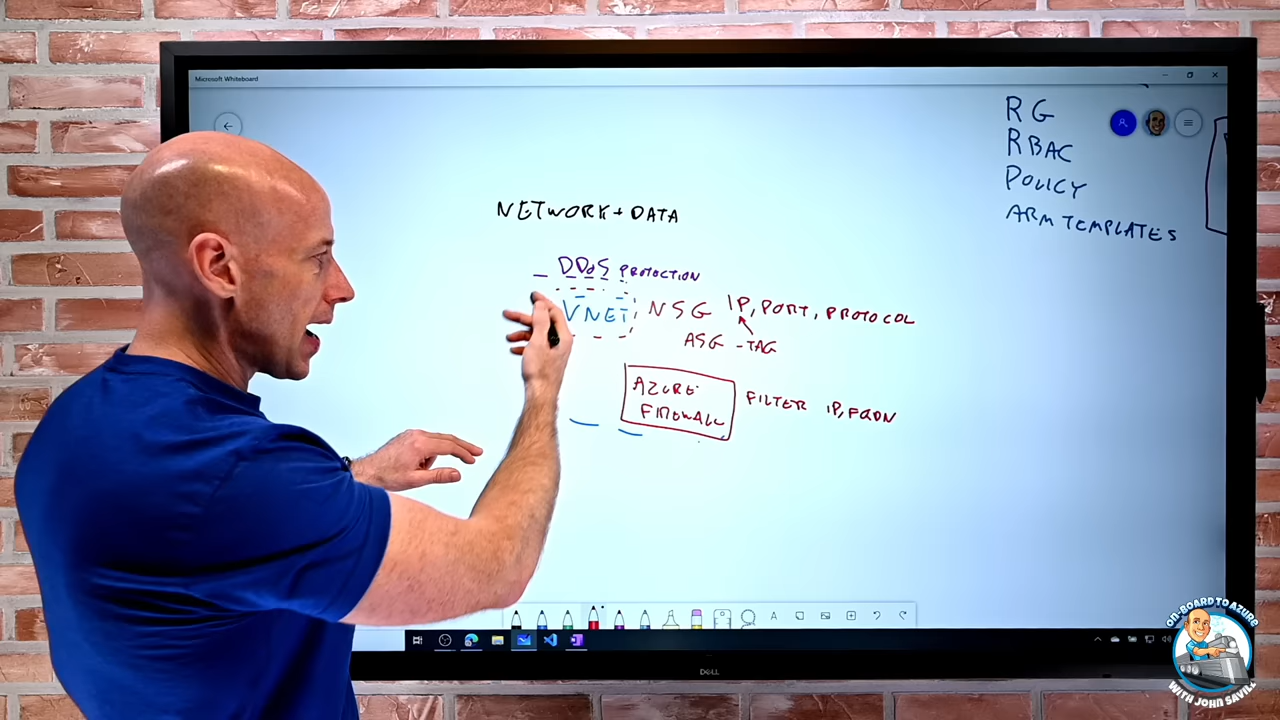 Microsoft Whiteboard
RG
RBAC
POLICY
ARM TEMPLATES
NETWORK + DATA
DDoS PROTECTION
VNET NSG IP, PORT, PROTOCOL
ASG - TAG
AZURE FIREWALL
FILTER IP, FQDN
DELL
ON-BOARD TO AZURE
WITH JOHN SAVILL